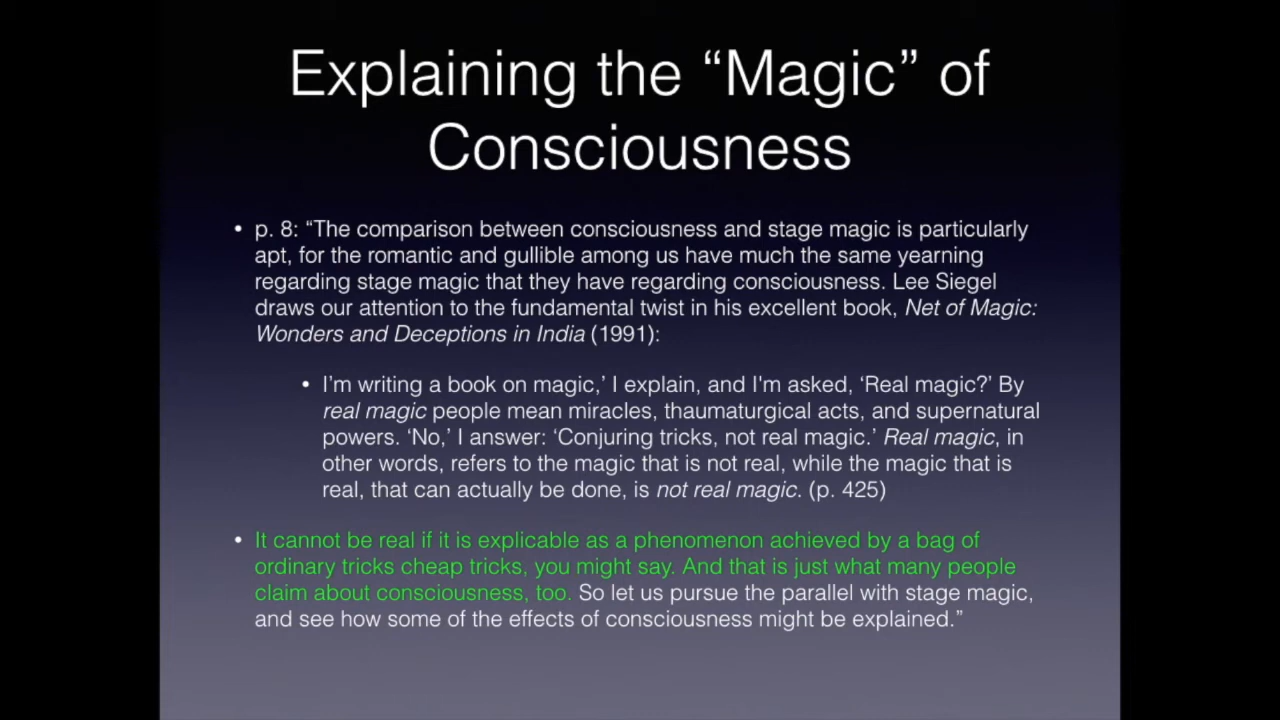 Explaining the “Magic” of
Consciousness
• p. 8: “The comparison between consciousness and stage magic is particularly
apt, for the romantic and gullible among us have much the same yearning
regarding stage magic that they have regarding consciousness. Lee Siegel
draws our attention to the fundamental twist in his excellent book, Net of Magic:
Wonders and Deceptions in India (1991):
• I’m writing a book on magic,’ I explain, and I'm asked, ‘Real magic?’ By
real magic people mean miracles, thaumaturgical acts, and supernatural
powers. ‘No,’ I answer: ‘Conjuring tricks, not real magic.’ Real magic, in
other words, refers to the magic that is not real, while the magic that is
real, that can actually be done, is not real magic. (p. 425)
• It cannot be real if it is explicable as a phenomenon achieved by a bag of
ordinary tricks cheap tricks, you might say. And that is just what many people
claim about consciousness, too. So let us pursue the parallel with stage magic,
and see how some of the effects of consciousness might be explained.”